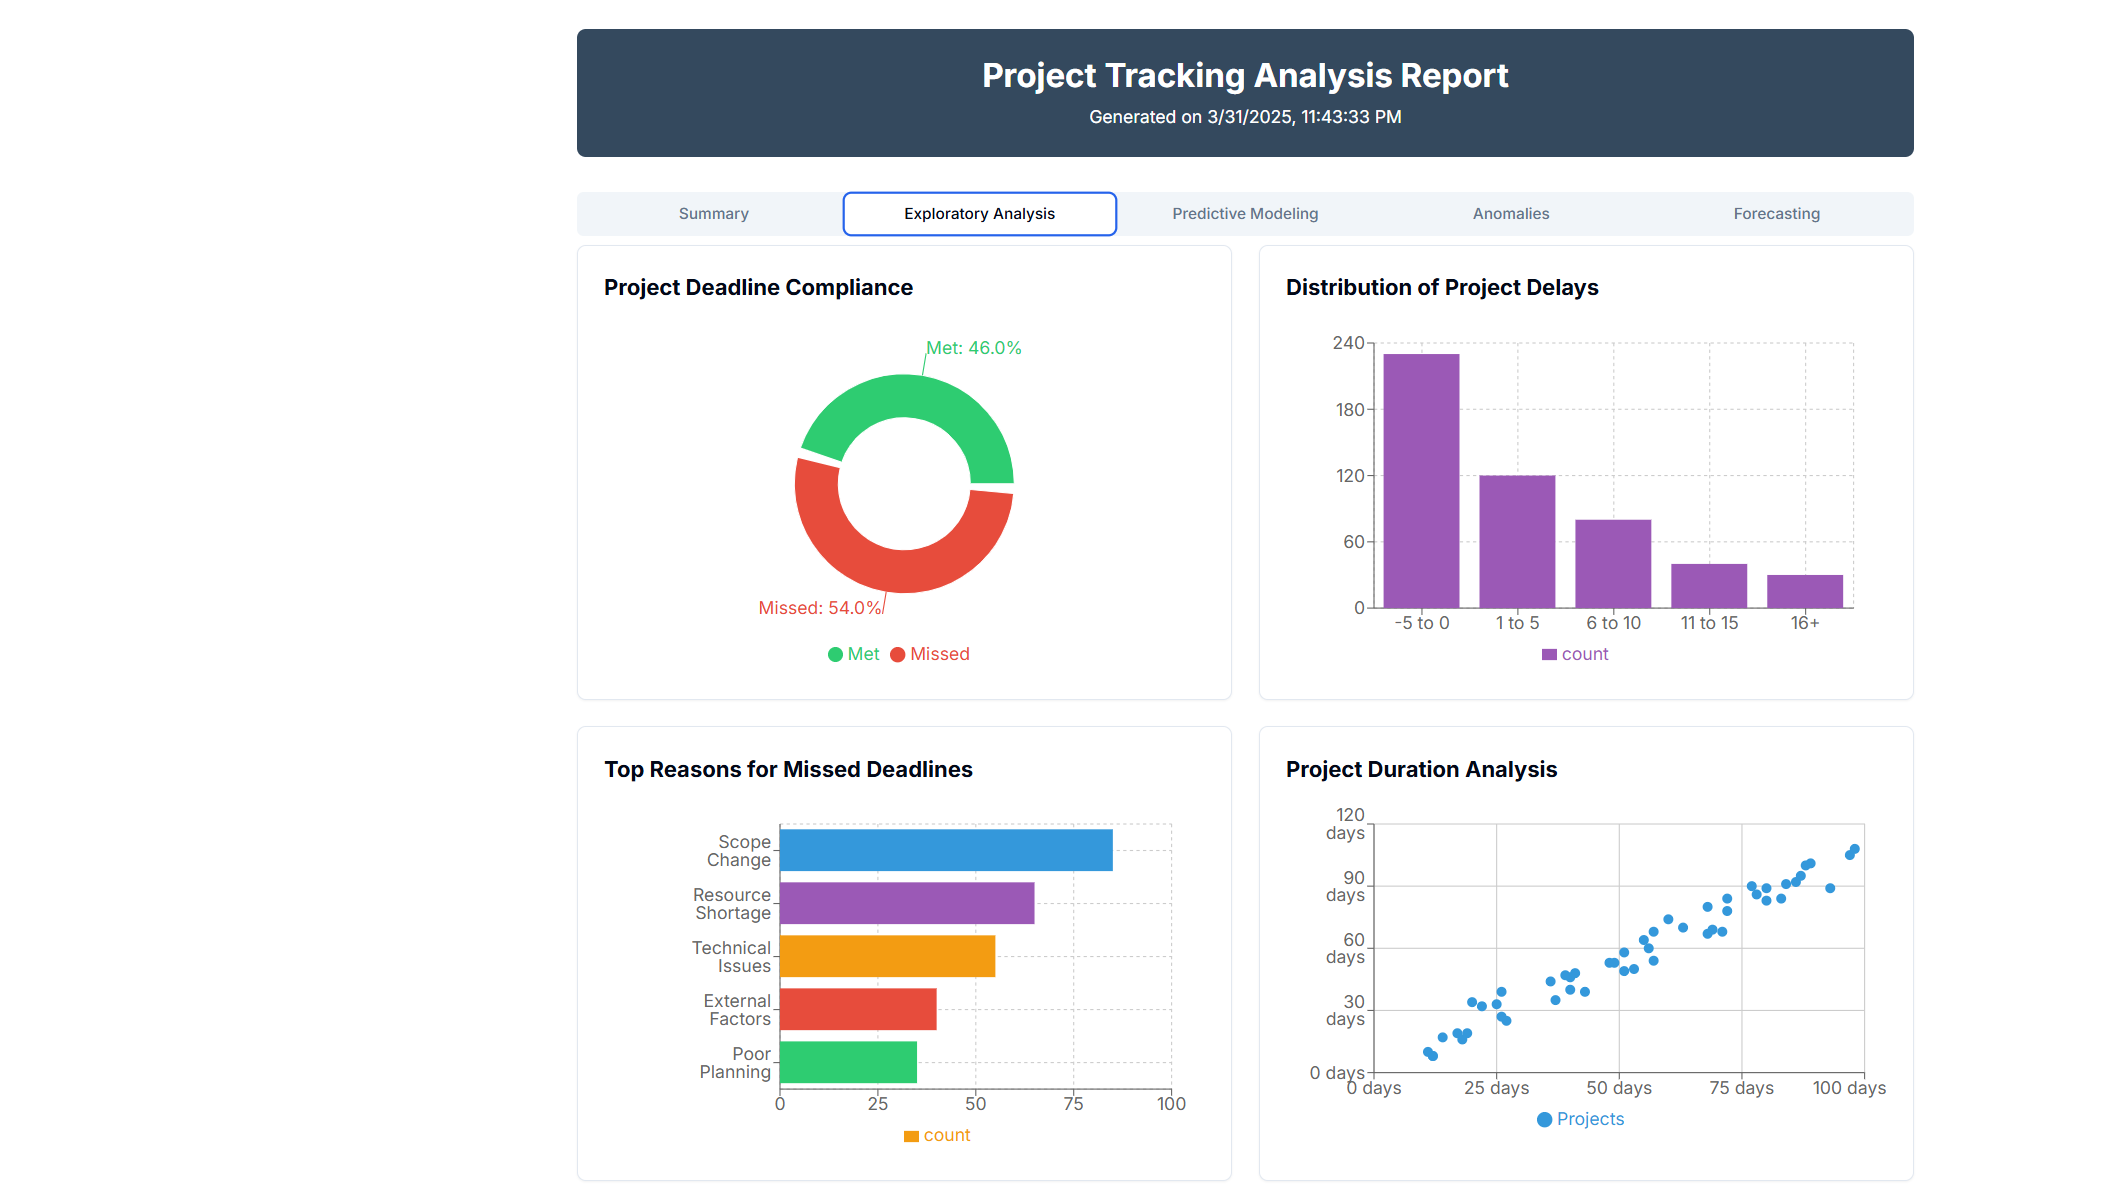 Project Tracking Analysis Report
Generated on 3/31/2025, 11:43:33 PM
Summary
Exploratory Analysis
Predictive Modeling
Anomalies
Forecasting
Project Deadline Compliance
Met: 46.0%
Missed: 54.0%
Met
Missed
Distribution of Project Delays
240
180
120
60
0
-5 to 0
1 to 5
6 to 10
11 to 15
16+
count
Top Reasons for Missed Deadlines
Scope
Change
Resource
Shortage
Technical
Issues
External
Factors
Poor
Planning
0
25
50
75
100
count
Project Duration Analysis
120
days
90
days
60
days
30
days
0 days
0 days
25 days
50 days
75 days
100 days
Projects